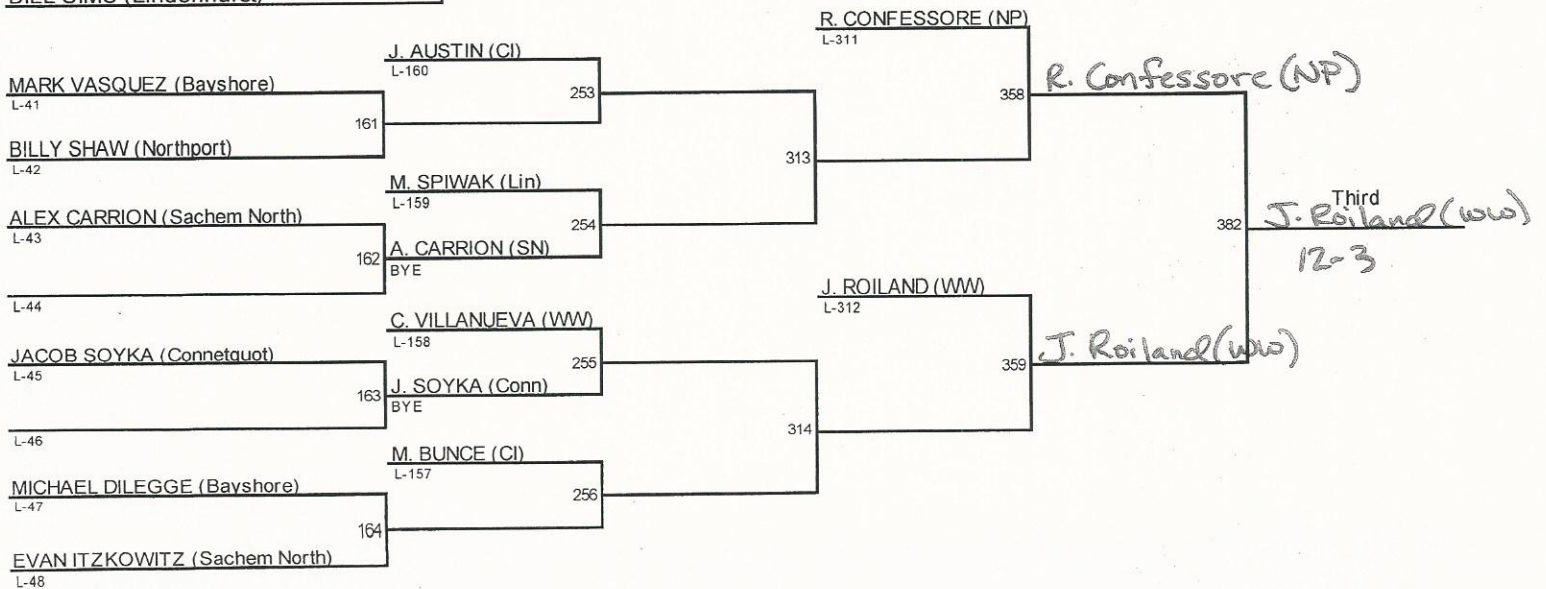 BILL SIMS (Lindenhurst)
R. CONFESSORE (NP)
L-311
J. AUSTIN (CI)
L-160
MARK VASQUEZ (Bayshore)
L-41
253
358
R. Confessore (NP)
161
BILLY SHAW (Northport)
L-42
313
M. SPIWAK (Lin)
L-159
ALEX CARRION (Sachem North)
L-43
254
382
Third
J. Roiland (WW)
12-3
162
A. CARRION (SN)
BYE
L-44
J. ROILAND (WW)
L-312
C. VILLANUEVA (WW)
L-158
JACOB SOYKA (Connetquot)
L-45
255
359
J. Roiland (WW)
163
J. SOYKA (Conn)
BYE
L-46
314
M. BUNCE (CI)
L-157
MICHAEL DILEGGE (Bayshore)
L-47
256
164
EVAN ITZKOWITZ (Sachem North)
L-48